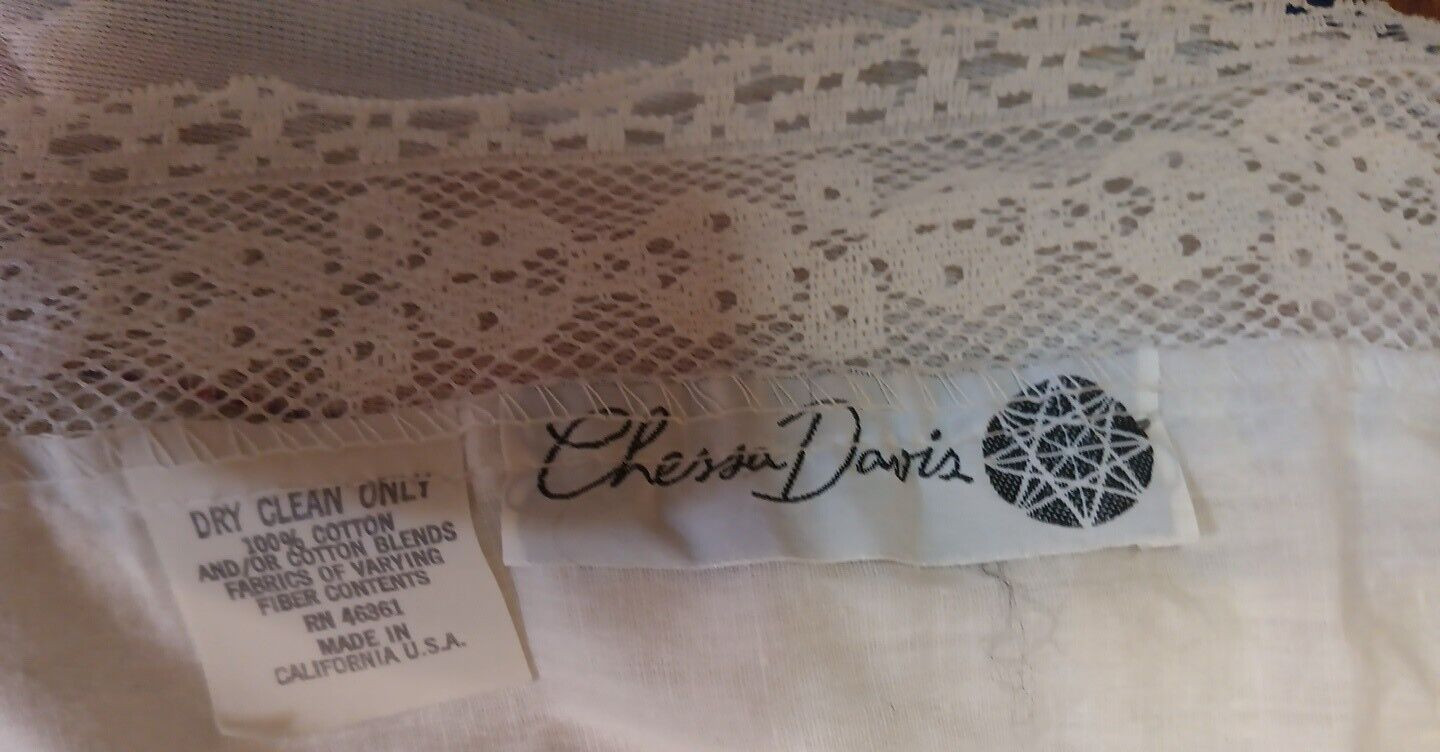 DRY CLEAN ONLY
100% COTTON
AND/OR COTTON BLENDS
FABRICS OF VARYING
FIBER CONTENTS
RN 46361
MADE IN
CALIFORNIA U.S.A.
Chessa Davis